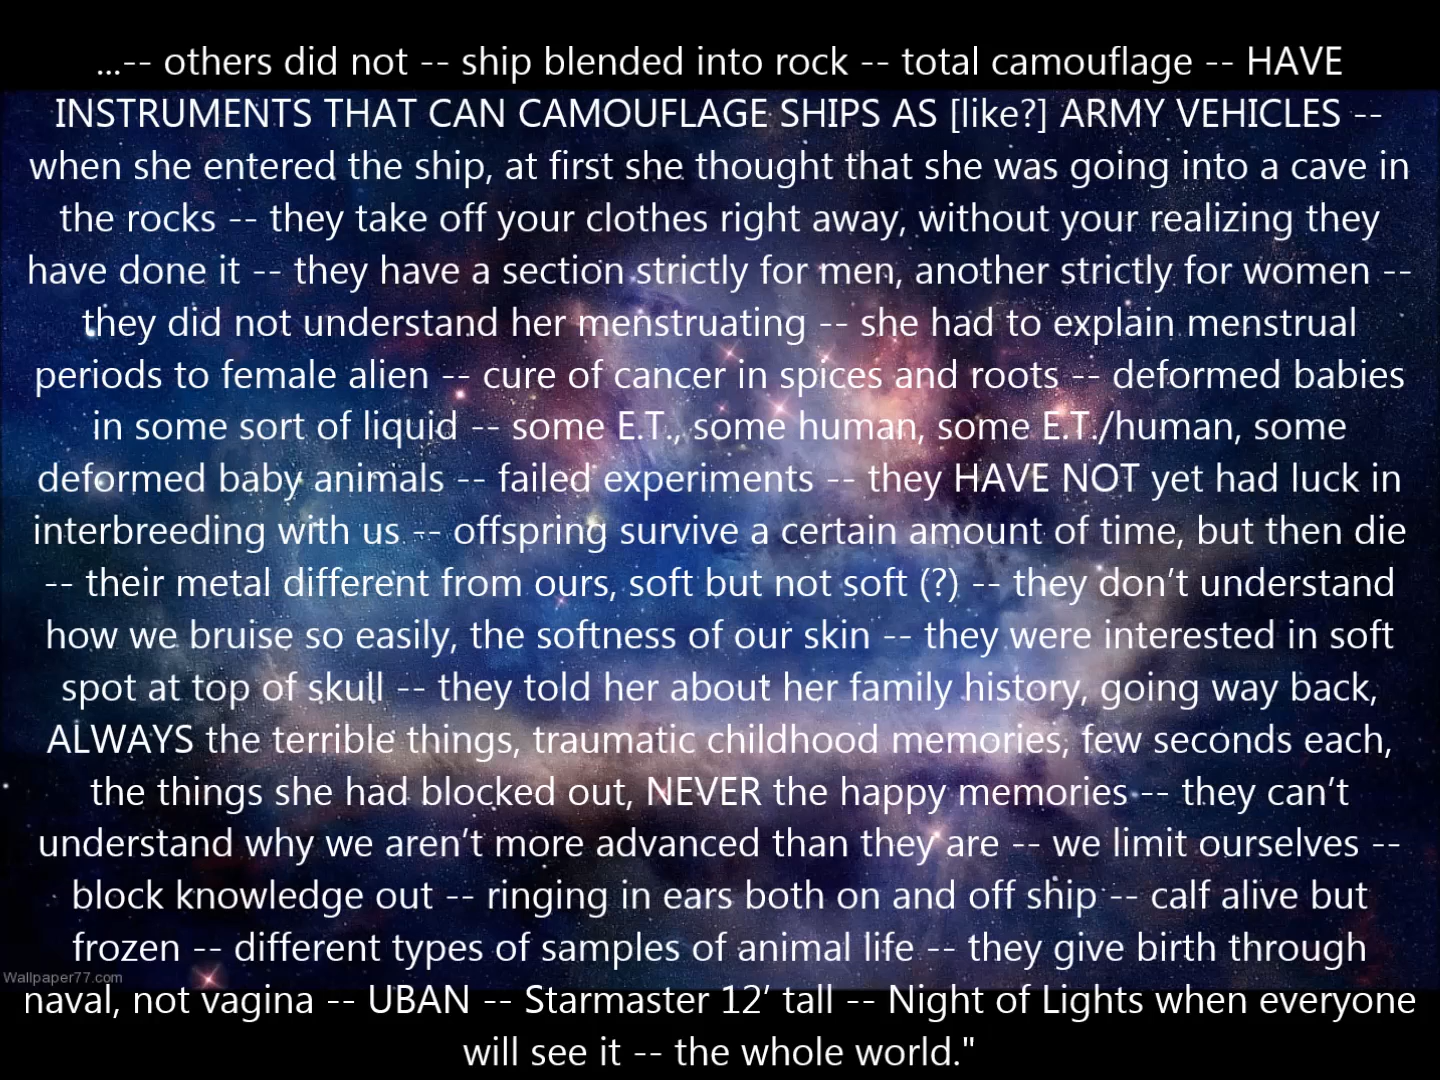 ...-- others did not -- ship blended into rock -- total camouflage -- HAVE
INSTRUMENTS THAT CAN CAMOUFLAGE SHIPS AS [like?] ARMY VEHICLES --
when she entered the ship, at first she thought that she was going into a cave in
the rocks -- they take off your clothes right away, without your realizing they
have done it -- they have a section strictly for men, another strictly for women --
they did not understand her menstruating -- she had to explain menstrual
periods to female alien -- cure of cancer in spices and roots -- deformed babies
in some sort of liquid -- some E.T., some human, some E.T./human, some
deformed baby animals -- failed experiments -- they HAVE NOT yet had luck in
interbreeding with us -- offspring survive a certain amount of time, but then die
-- their metal different from ours, soft but not soft (?) -- they don’t understand
how we bruise so easily, the softness of our skin -- they were interested in soft
spot at top of skull -- they told her about her family history, going way back,
ALWAYS the terrible things, traumatic childhood memories, few seconds each,
the things she had blocked out, NEVER the happy memories -- they can’t
understand why we aren’t more advanced than they are -- we limit ourselves --
block knowledge out -- ringing in ears both on and off ship -- calf alive but
frozen -- different types of samples of animal life -- they give birth through
Wallpaper77.com
naval, not vagina -- UBAN -- Starmaster 12’ tall -- Night of Lights when everyone
will see it -- the whole world."